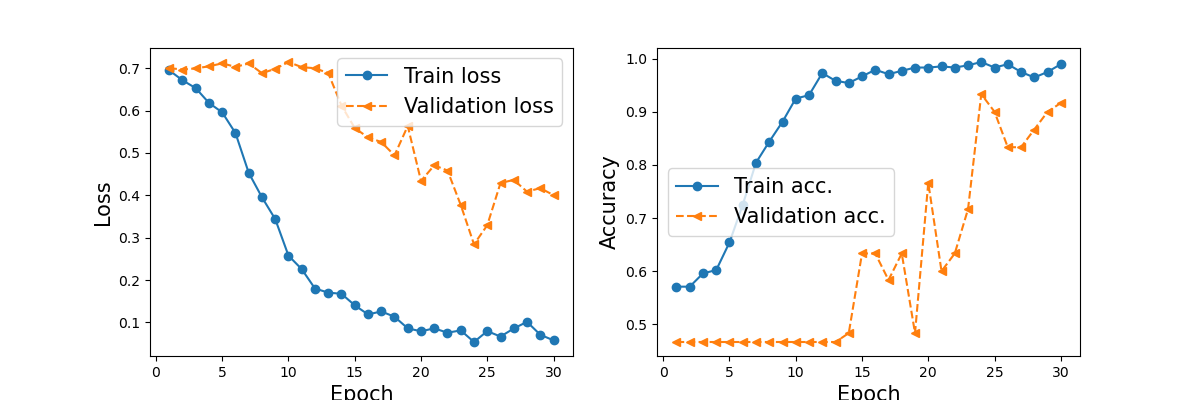 0.7
0.6
0.5
0.4
0.3
0.2
0.1
Loss
0 5 10 15 20 25 30
Epoch
Train loss
Validation loss
1.0
0.9
0.8
0.7
0.6
0.5
Accuracy
0 5 10 15 20 25 30
Epoch
Train acc.
Validation acc.